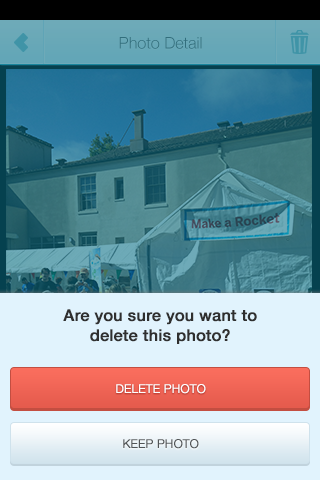 Photo Detail
Make a Rocket
Are you sure you want to
delete this photo?
DELETE PHOTO
KEEP PHOTO